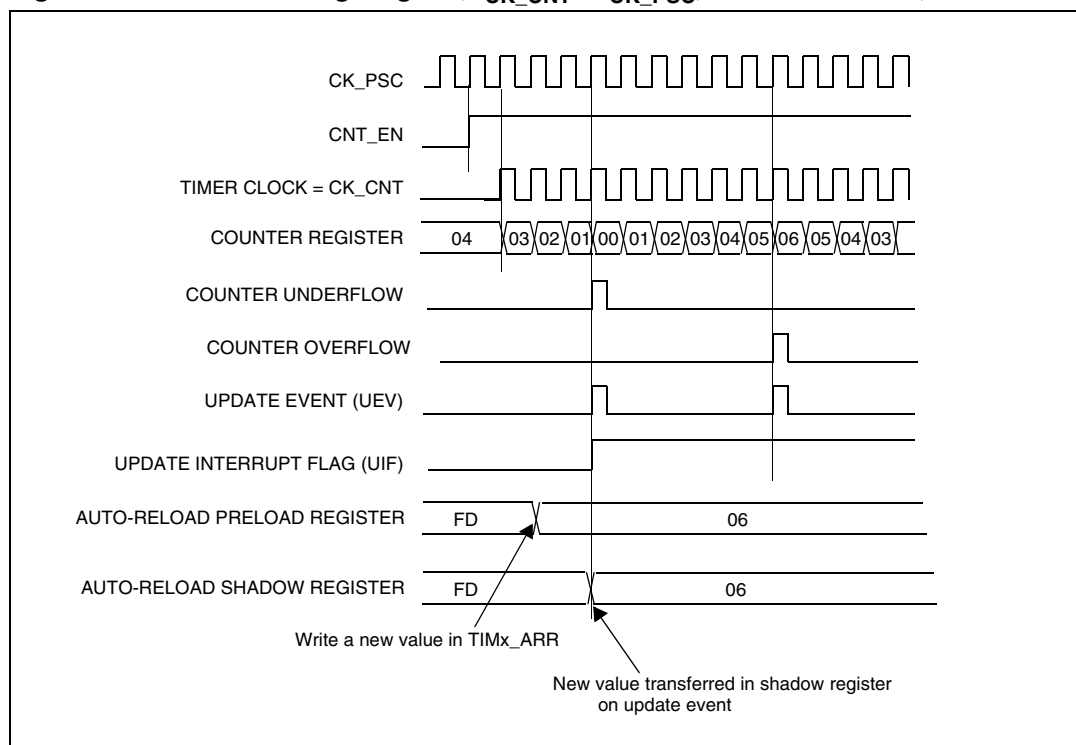 CK_CNT CK_PSC
CK_PSC
CNT_EN
TIMER CLOCK = CK_CNT
COUNTER REGISTER 04 03 02 01 00 01 02 03 04 05 06 05 04 03
COUNTER UNDERFLOW
COUNTER OVERFLOW
UPDATE EVENT (UEV)
UPDATE INTERRUPT FLAG (UIF)
AUTO-RELOAD PRELOAD REGISTER FD 06
AUTO-RELOAD SHADOW REGISTER FD 06
Write a new value in TIMx_ARR
New value transferred in shadow register
on update event